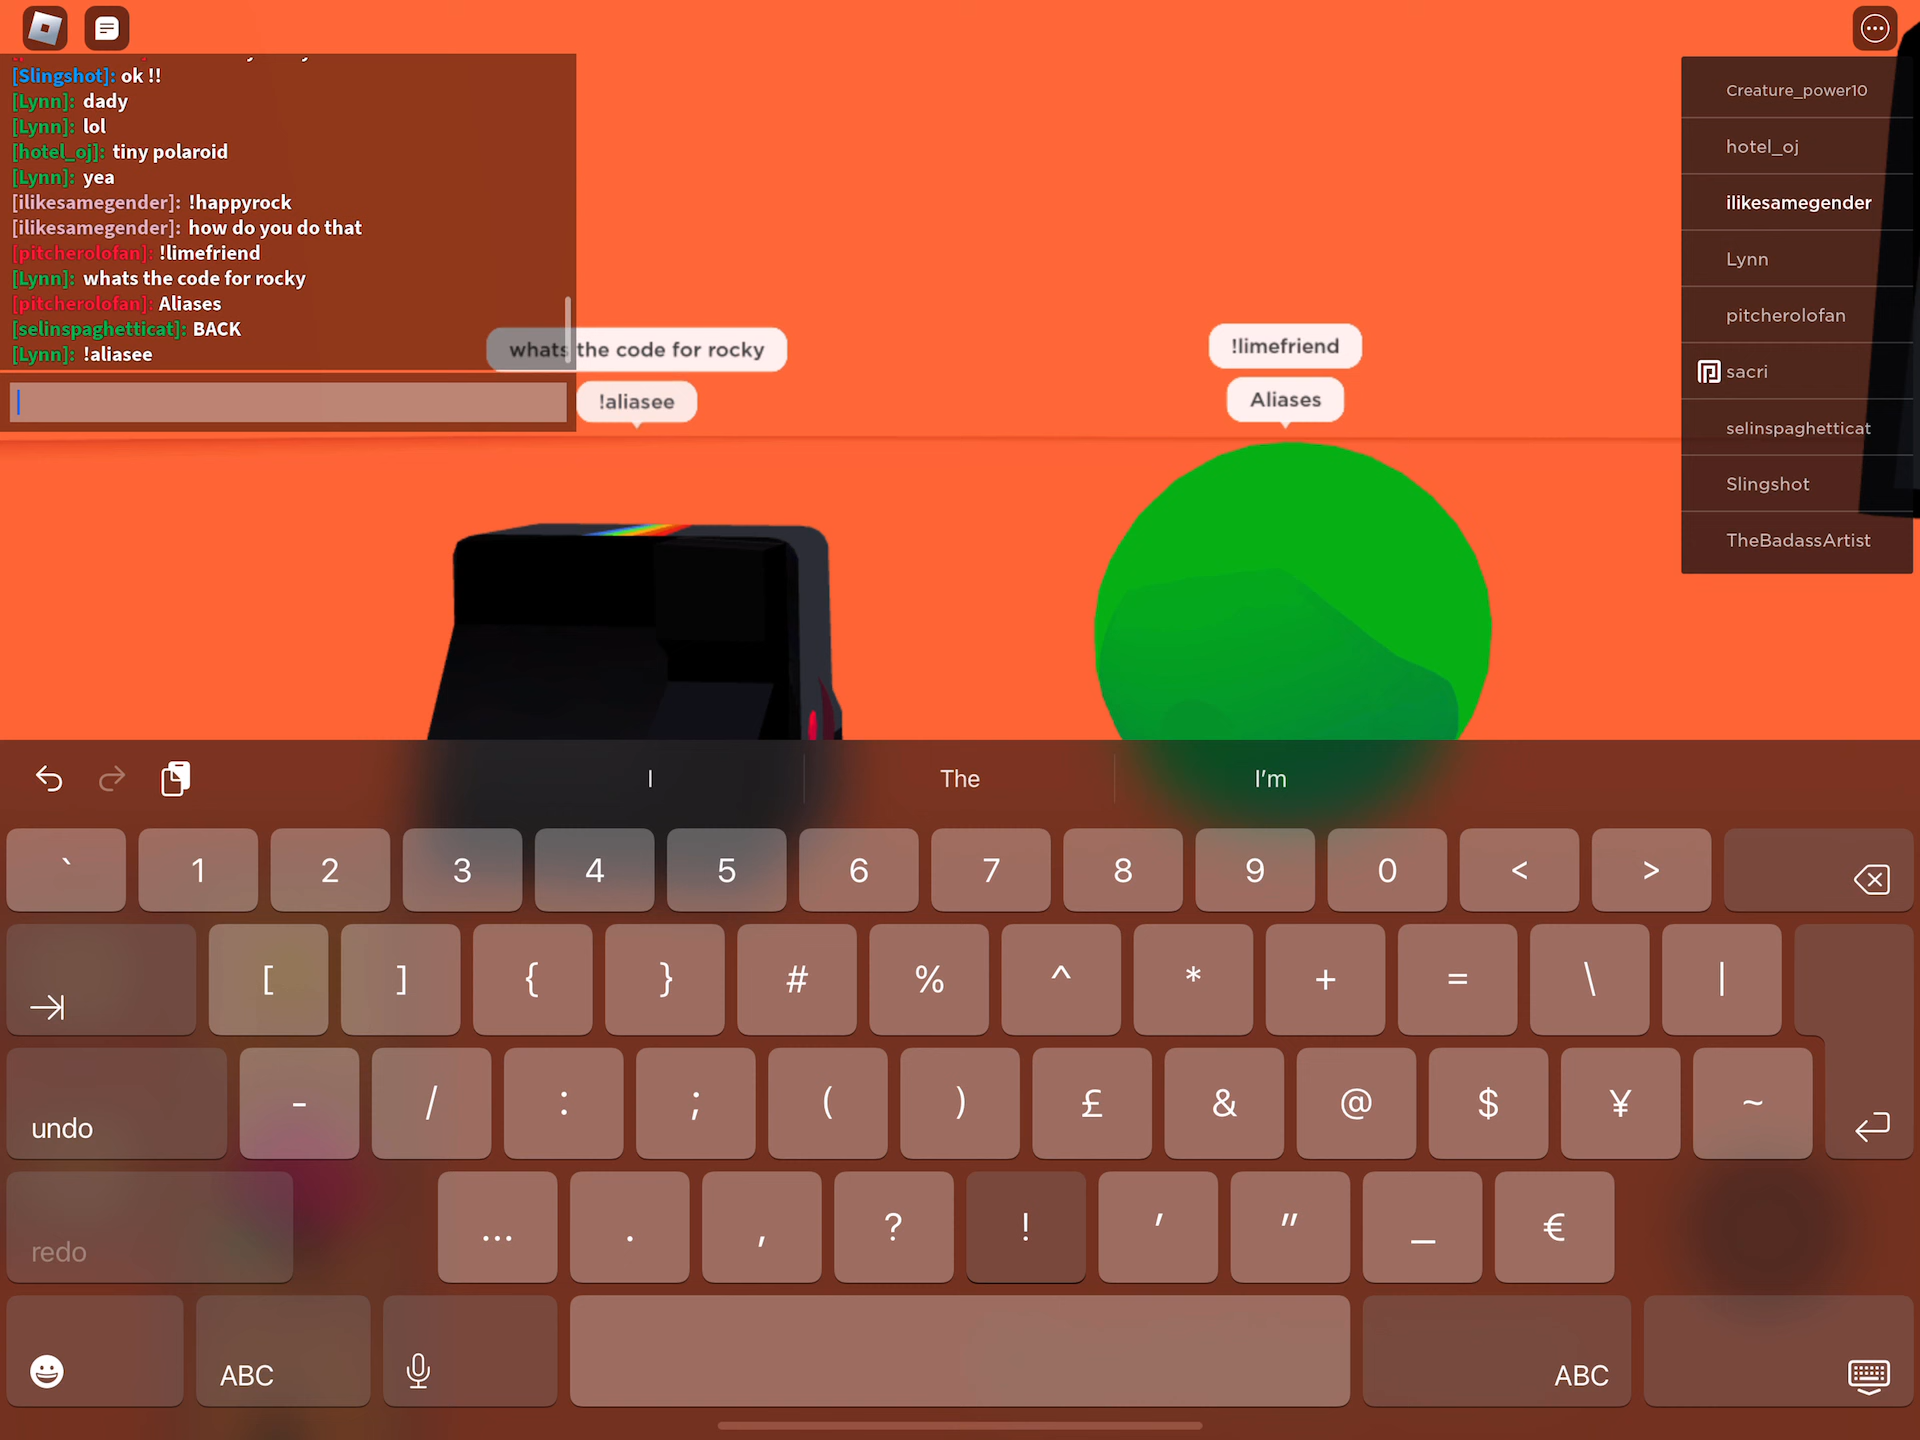 [Slingshot]: ok !!
[Lynn]: dady
[Lynn]: lol
[hotel_oj]: tiny polaroid
[Lynn]: yea
[ilikesamegender]: !happyrock
[ilikesamegender]: how do you do that
[pitcherolofan]: !limefriend
[Lynn]: whats the code for rocky
[pitcherolofan]: Aliases
[selinspaghetticat]: BACK
[Lynn]: !aliasee
whats the code for rocky
!aliasee
!limefriend
Aliases
Creature_power10
hotel_oj
ilikesamegender
Lynn
pitcherolofan
sacri
selinspaghetticat
Slingshot
TheBadassArtist
I The I'm
` 1 2 3 4 5 6 7 8 9 0 < >
[ ] { } # % ^ * + = \ |
undo - / : ; ( ) £ & @ $ ¥ ~
redo ... . , ? ! ' " _ €
ABC ABC